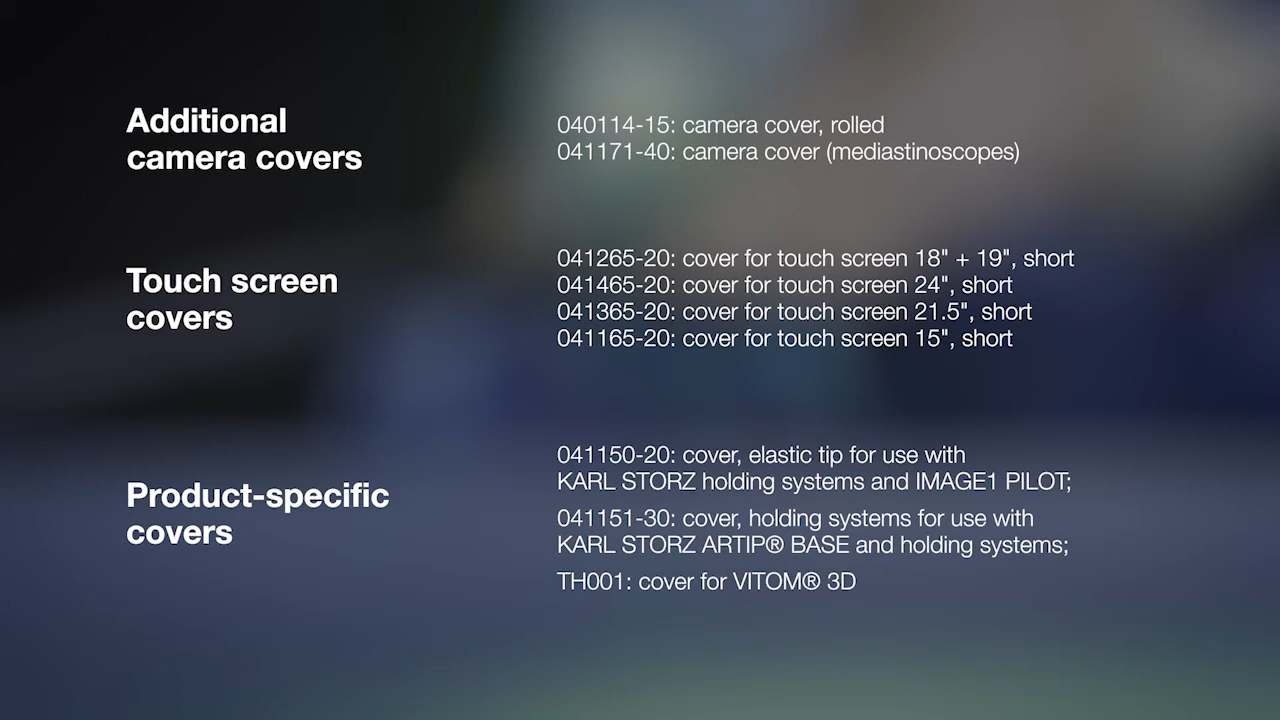 Additional
camera covers
040114-15: camera cover, rolled
041171-40: camera cover (mediastinoscopes)
Touch screen
covers
041265-20: cover for touch screen 18" + 19", short
041465-20: cover for touch screen 24", short
041365-20: cover for touch screen 21.5", short
041165-20: cover for touch screen 15", short
Product-specific
covers
041150-20: cover, elastic tip for use with
KARL STORZ holding systems and IMAGE1 PILOT;
041151-30: cover, holding systems for use with
KARL STORZ ARTIP® BASE and holding systems;
TH001: cover for VITOM® 3D